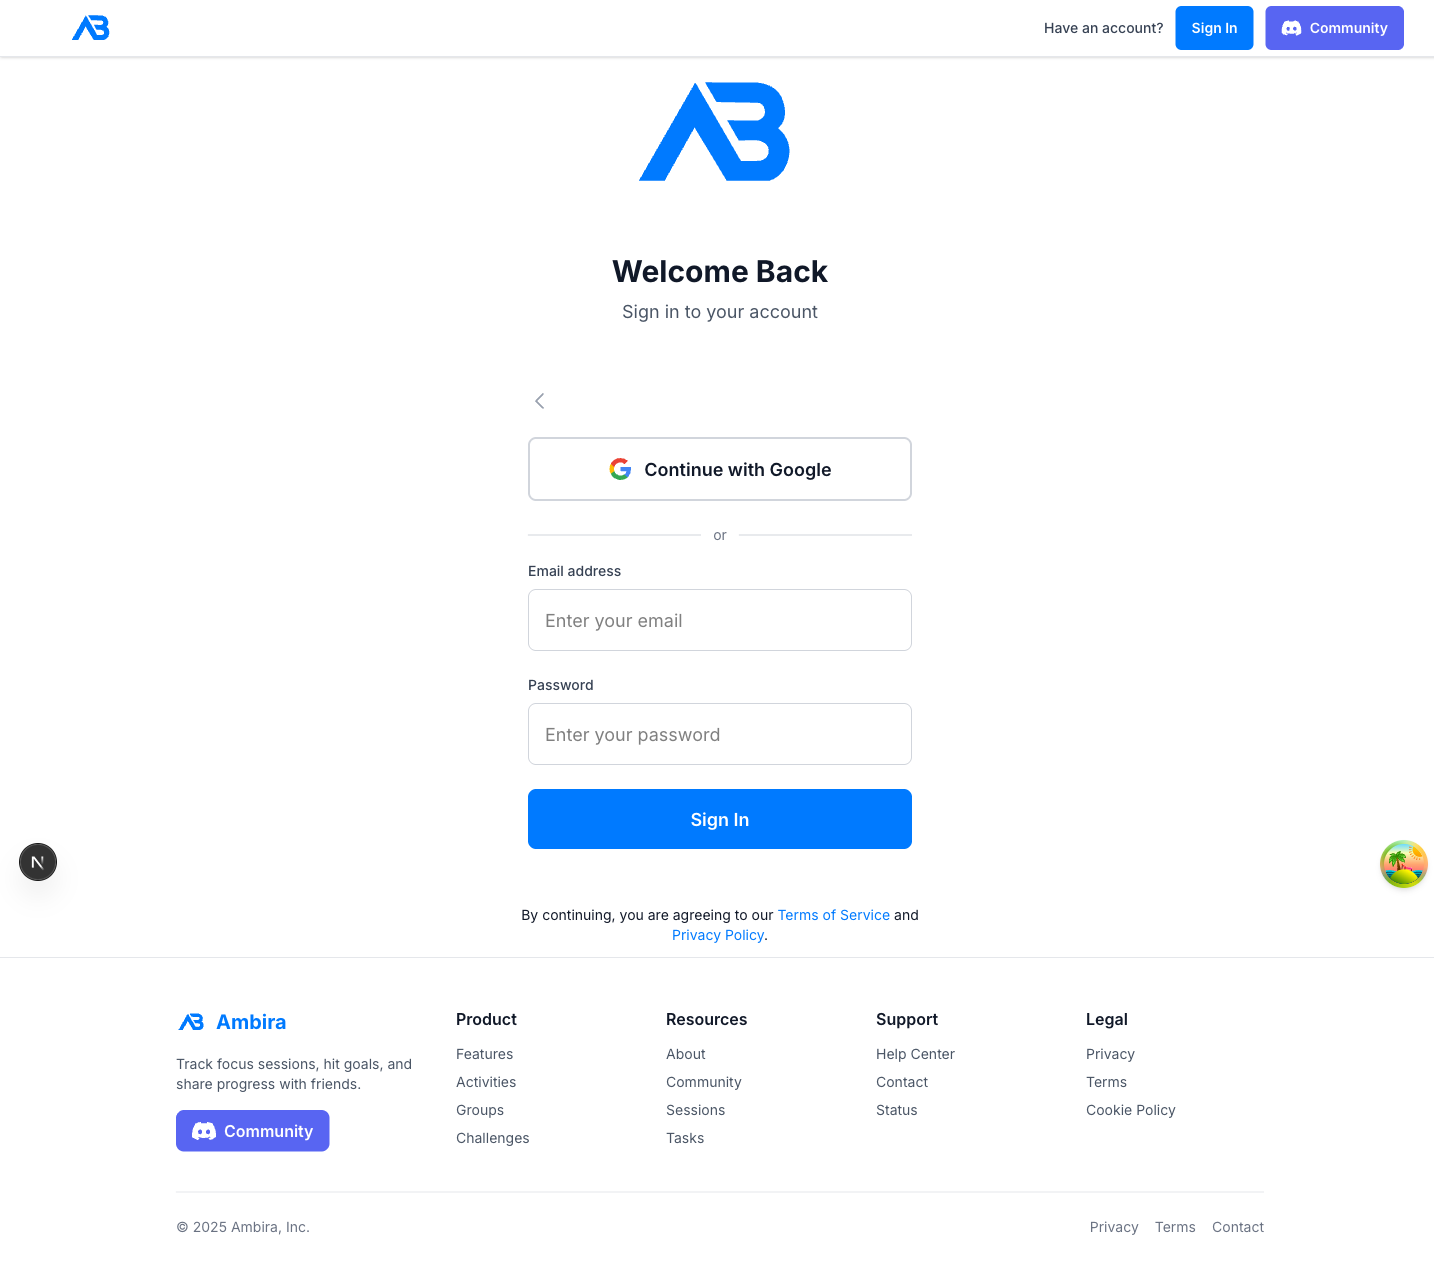 Have an account?
Sign In
Community
Welcome Back
Sign in to your account
Continue with Google
or
Email address
Enter your email
Password
Enter your password
Sign In
N
By continuing, you are agreeing to our Terms of Service and
Privacy Policy.
Ambira
Track focus sessions, hit goals, and
share progress with friends.
Community
Product
Features
Activities
Groups
Challenges
Resources
About
Community
Sessions
Tasks
Support
Help Center
Contact
Status
Legal
Privacy
Terms
Cookie Policy
© 2025 Ambira, Inc.
Privacy Terms Contact